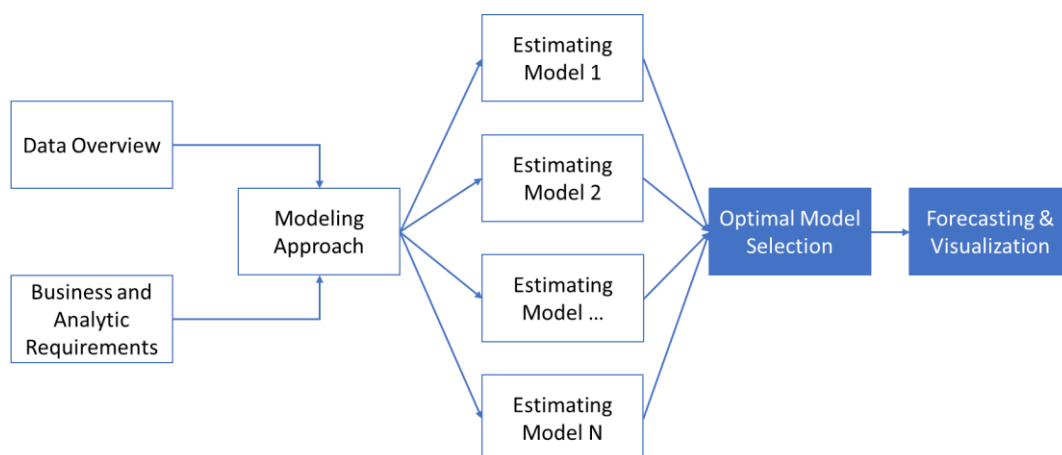 Data Overview
Business and
Analytic
Requirements
Modeling
Approach
Estimating
Model 1
Estimating
Model 2
Estimating
Model ...
Estimating
Model N
Optimal Model
Selection
Forecasting &
Visualization